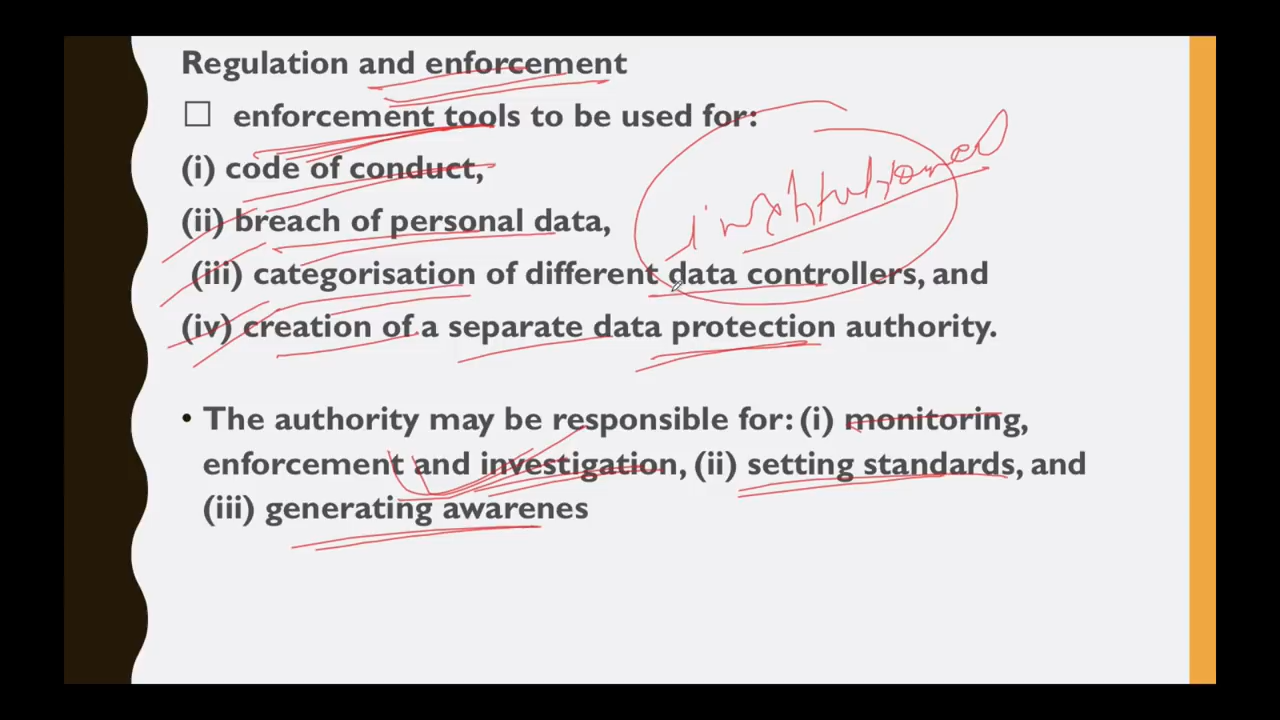 Regulation and enforcement
☐ enforcement tools to be used for:
(i) code of conduct,
(ii) breach of personal data,
(iii) categorisation of different data controllers, and
(iv) creation of a separate data protection authority.
• The authority may be responsible for: (i) monitoring,
enforcement and investigation, (ii) setting standards, and
(iii) generating awarenes